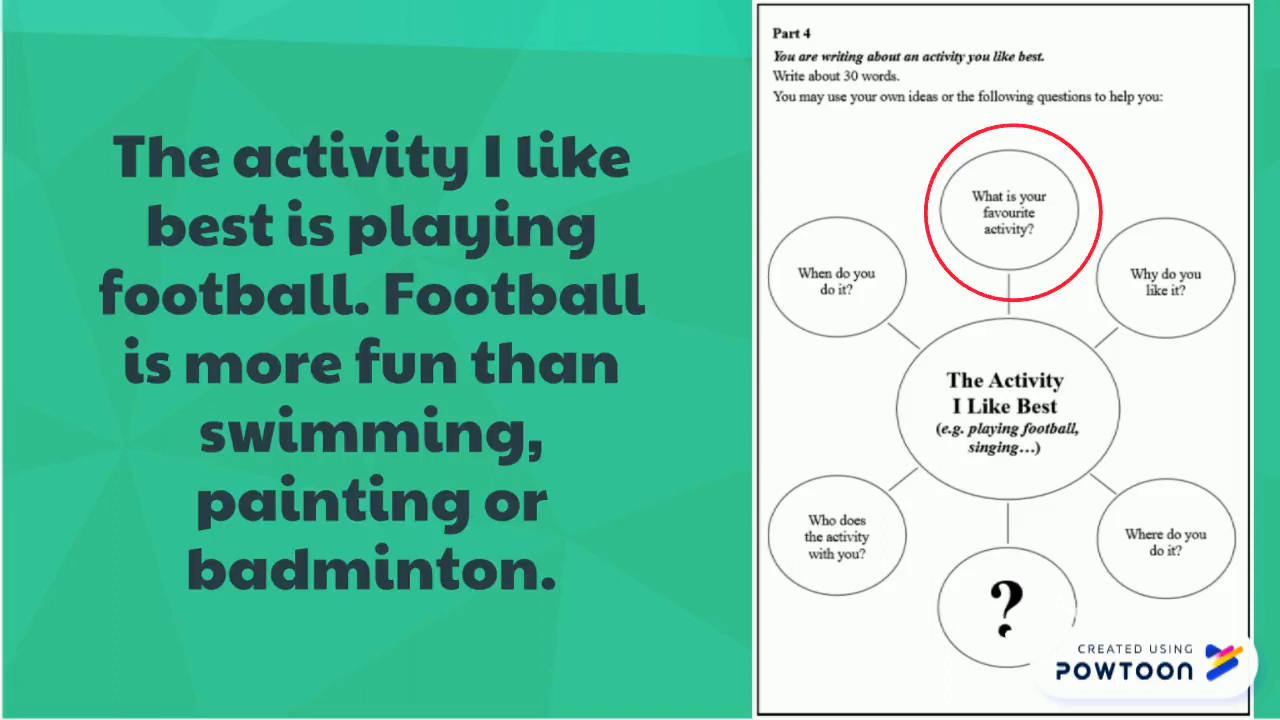 The activity I like
best is playing
football. Football
is more fun than
swimming,
painting or
badminton.
Part 4
You are writing about an activity you like best.
Write about 30 words.
You may use your own ideas or the following questions to help you:
What is your
favourite
activity?
When do you
do it?
Why do you
like it?
The Activity
I Like Best
(e.g. playing football,
singing...)
Who does
the activity
with you?
Where do you
do it?
?
CREATED USING
POWTOON